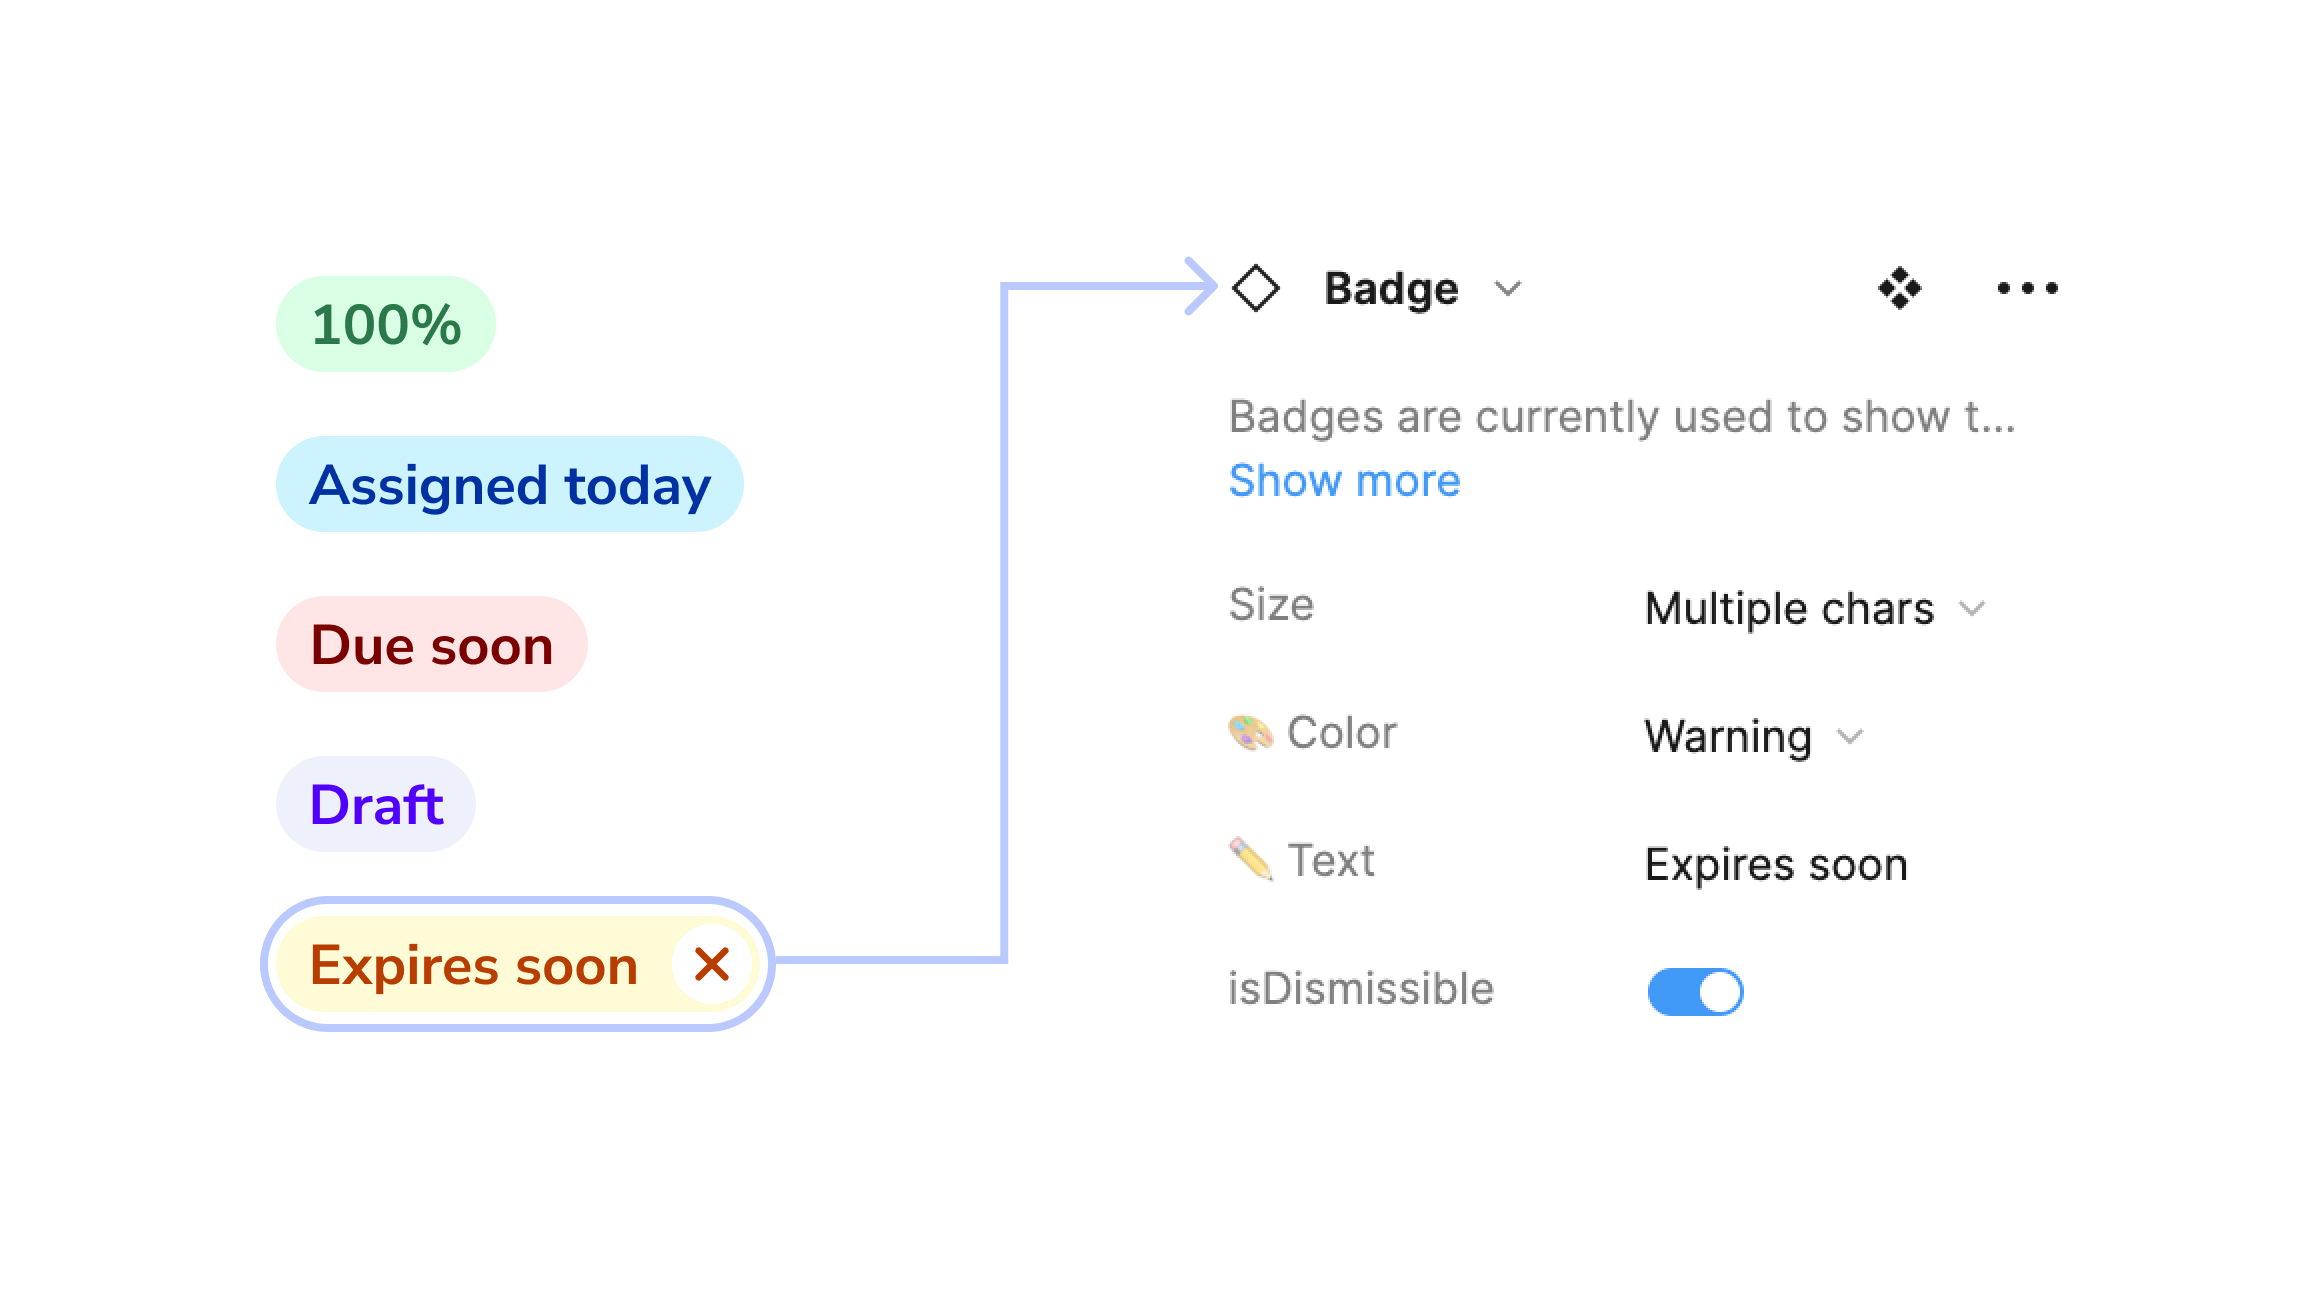 100%
Assigned today
Due soon
Draft
Expires soon
Badge
Badges are currently used to show t...
Show more
Size Multiple chars
Color Warning
Text Expires soon
isDismissible